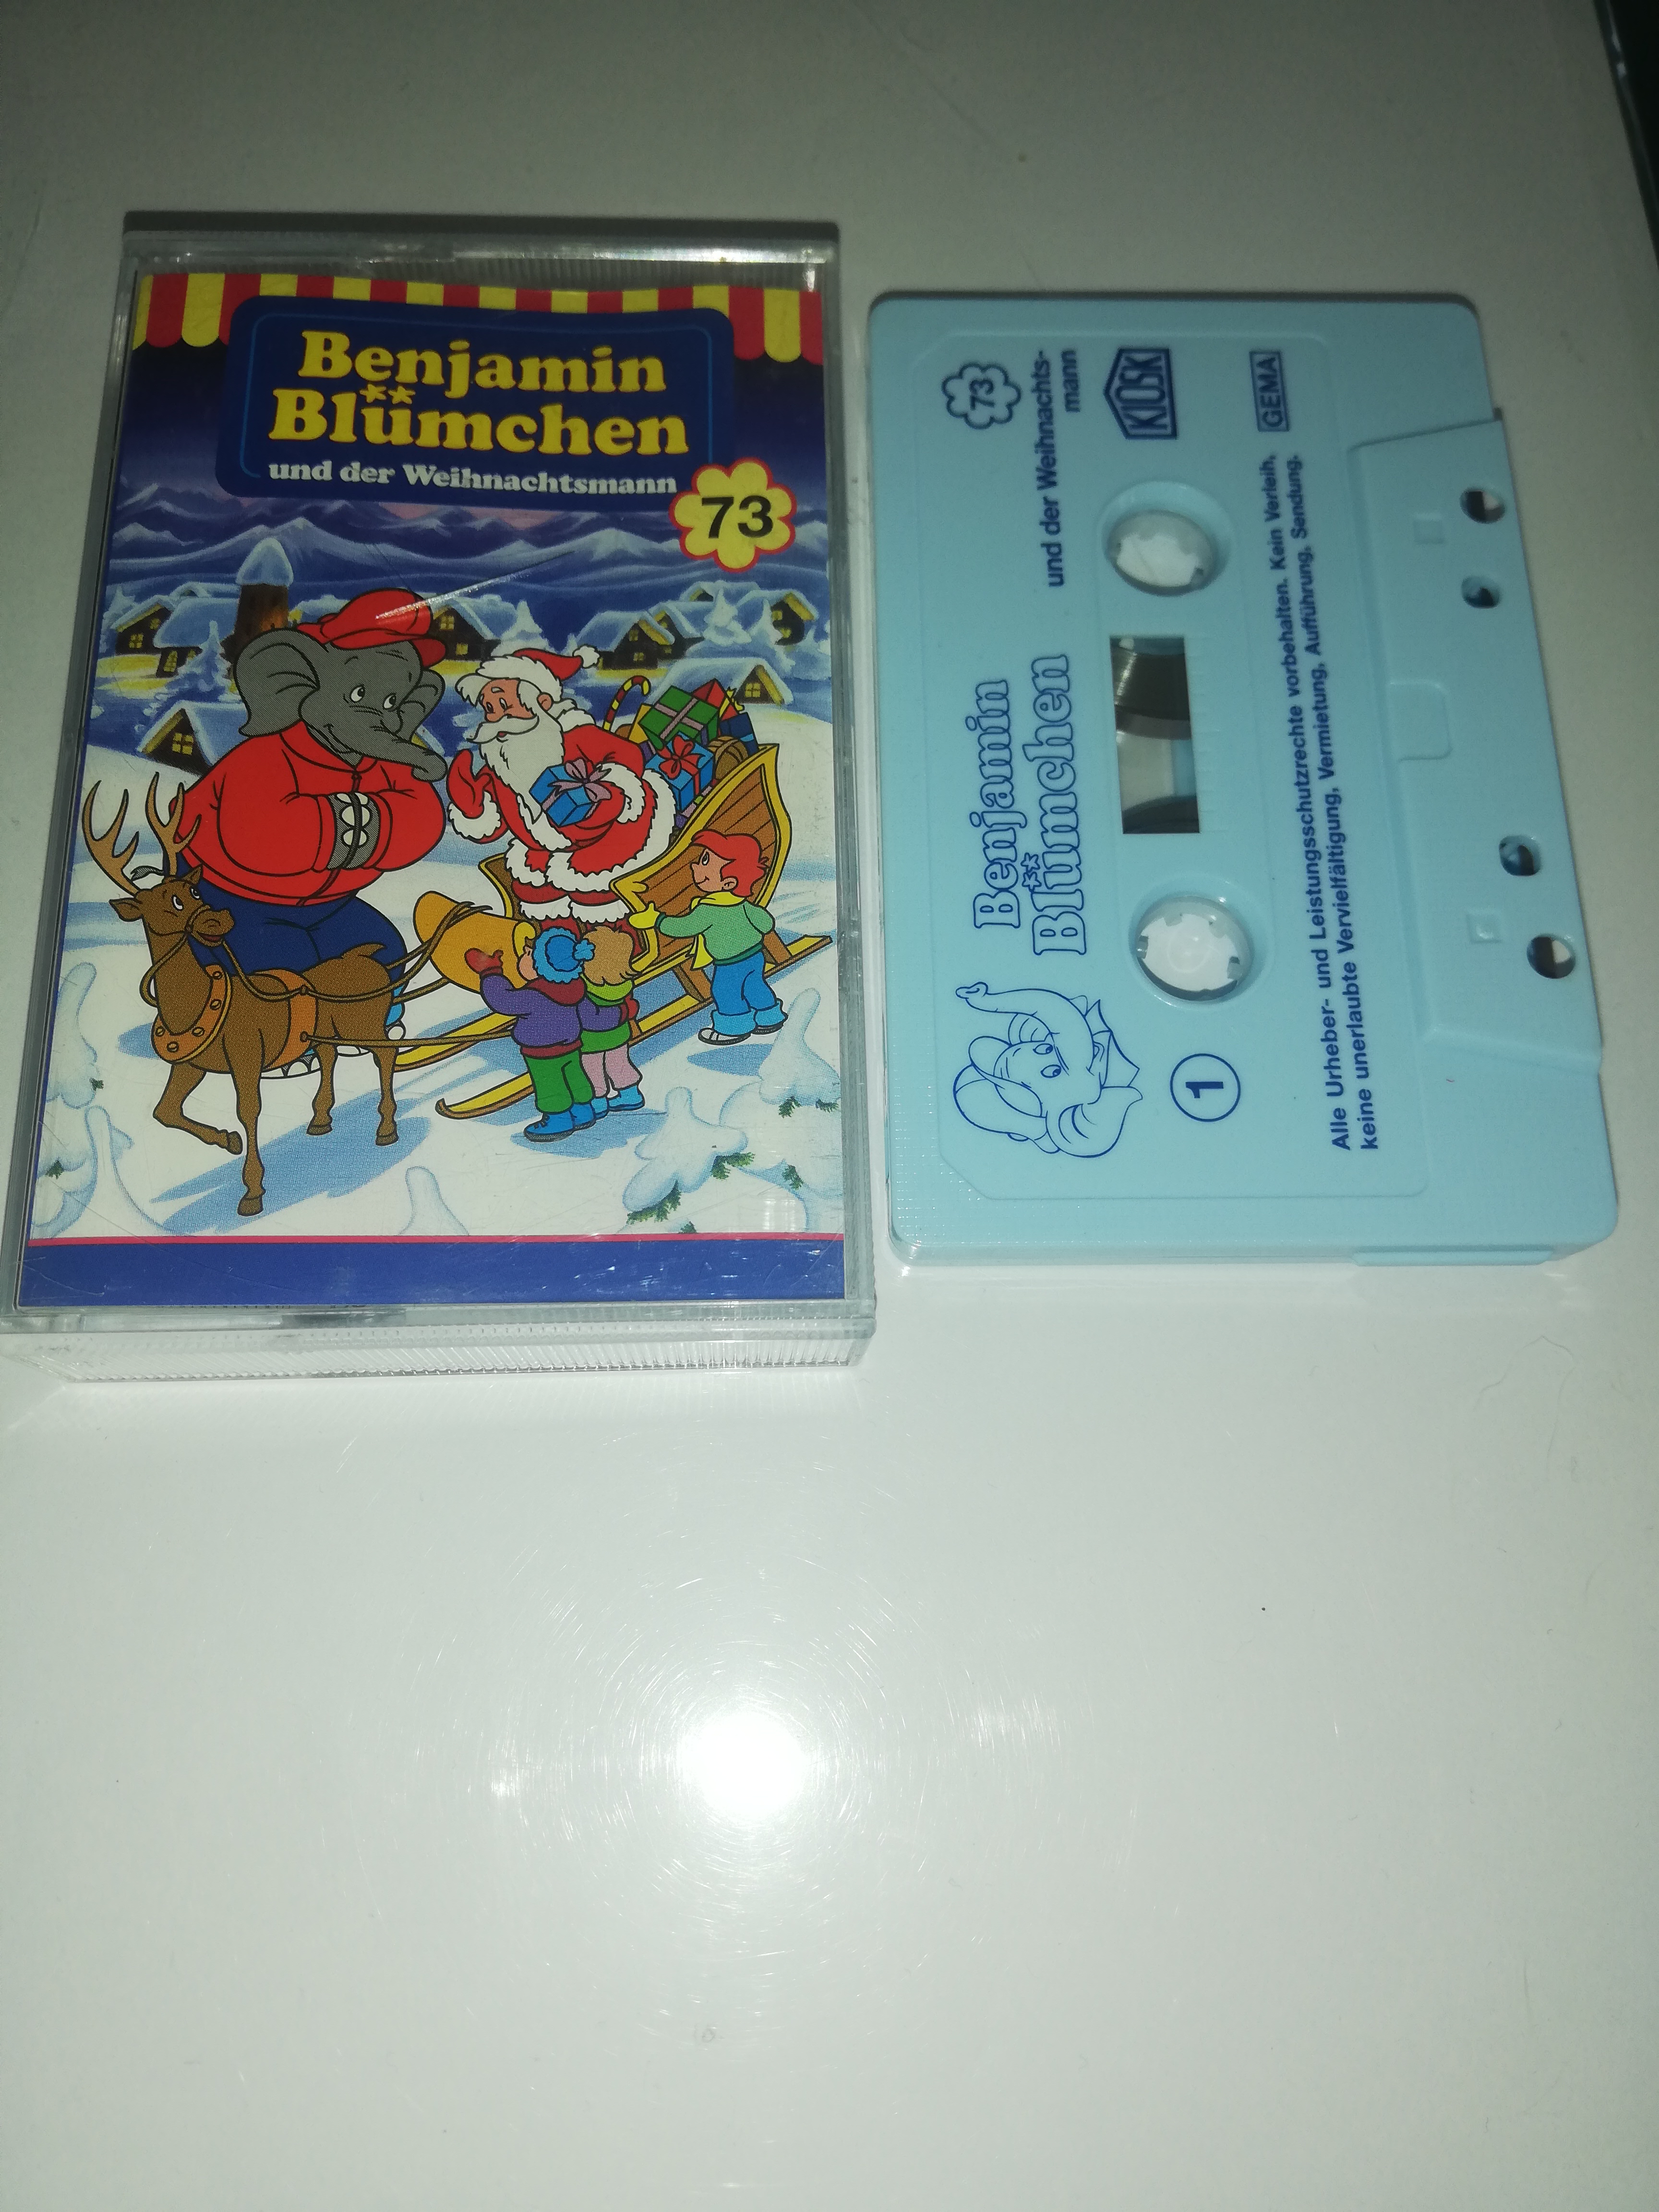 Benjamin
Blümchen
und der Weihnachtsmann
73
Benjamin
Blümchen
73
und der Weihnachts-
mann
1
KIOSK
GEMA
Alle Urheber- und Leistungsschutzrechte vorbehalten. Kein Verleih,
keine unerlaubte Vervielfältigung, Vermietung, Aufführung, Sendung.